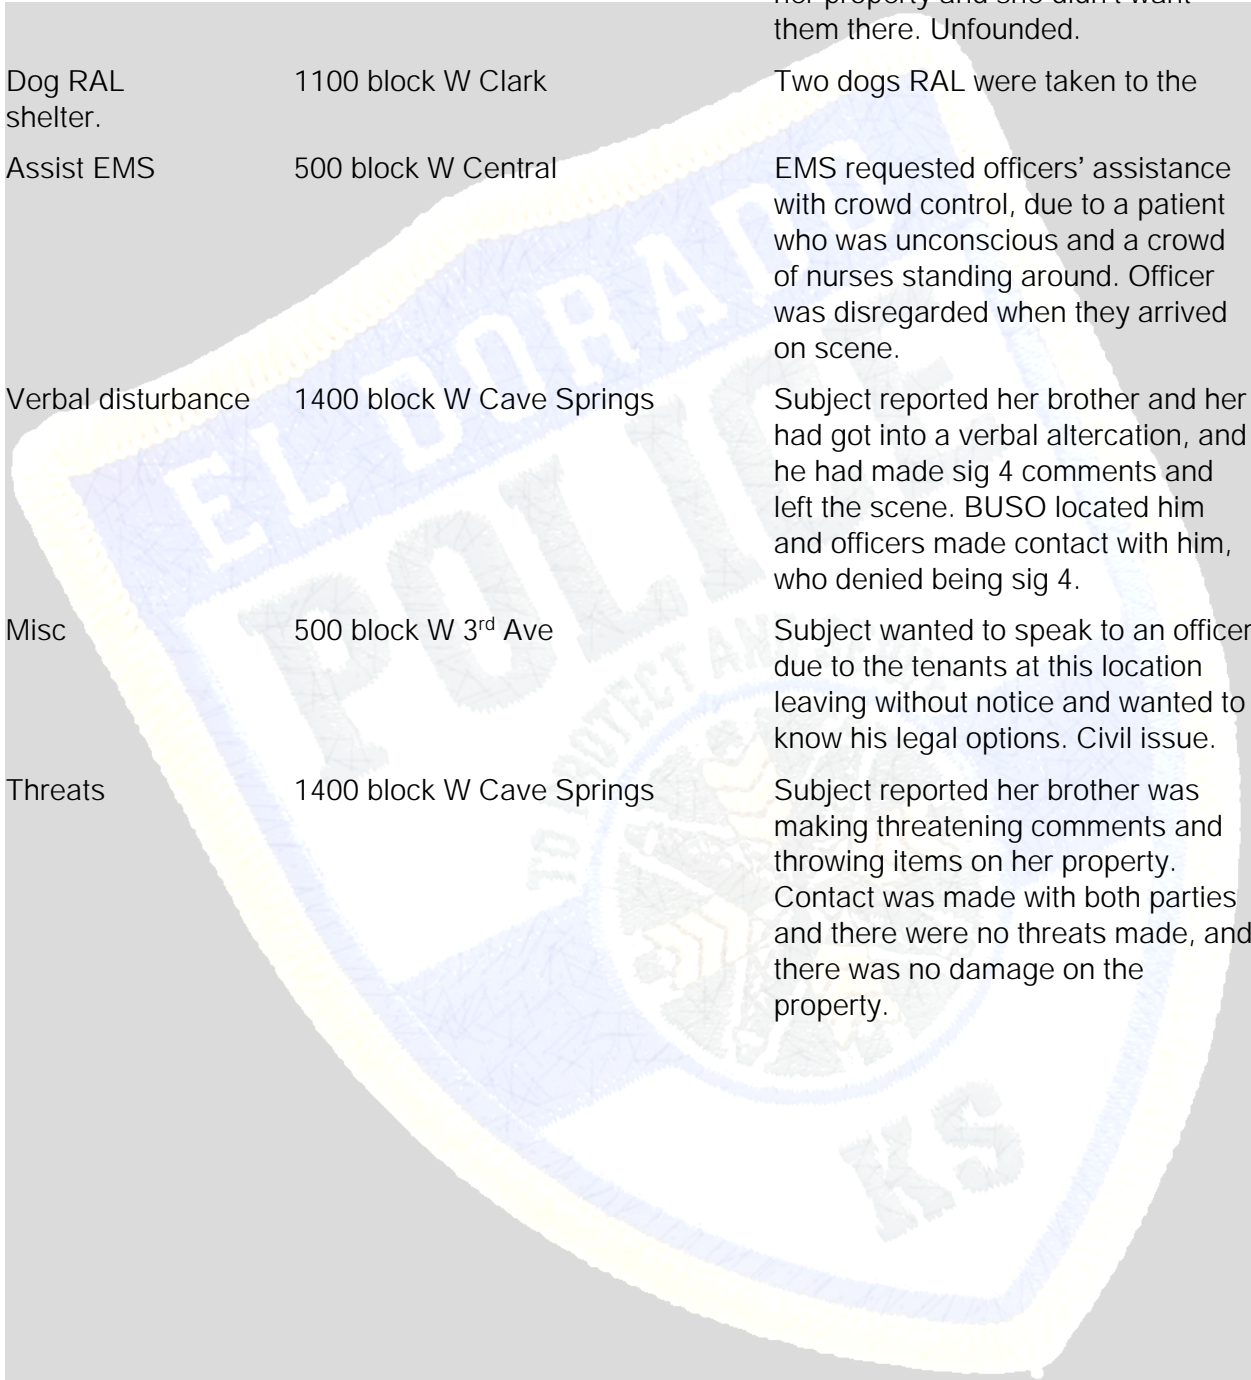 them there. Unfounded.
Dog RAL 1100 block W Clark Two dogs RAL were taken to the
shelter.
Assist EMS 500 block W Central EMS requested officers’ assistance
with crowd control, due to a patient
who was unconscious and a crowd
of nurses standing around. Officer
was disregarded when they arrived
on scene.
Verbal disturbance 1400 block W Cave Springs Subject reported her brother and her
had got into a verbal altercation, and
he had made sig 4 comments and
left the scene. BUSO located him
and officers made contact with him,
who denied being sig 4.
Misc 500 block W 3rd Ave Subject wanted to speak to an officer
due to the tenants at this location
leaving without notice and wanted to
know his legal options. Civil issue.
Threats 1400 block W Cave Springs Subject reported her brother was
making threatening comments and
throwing items on her property.
Contact was made with both parties
and there were no threats made, and
there was no damage on the
property.
EL DORADO
POLICE
TO PROTECT AND
KS